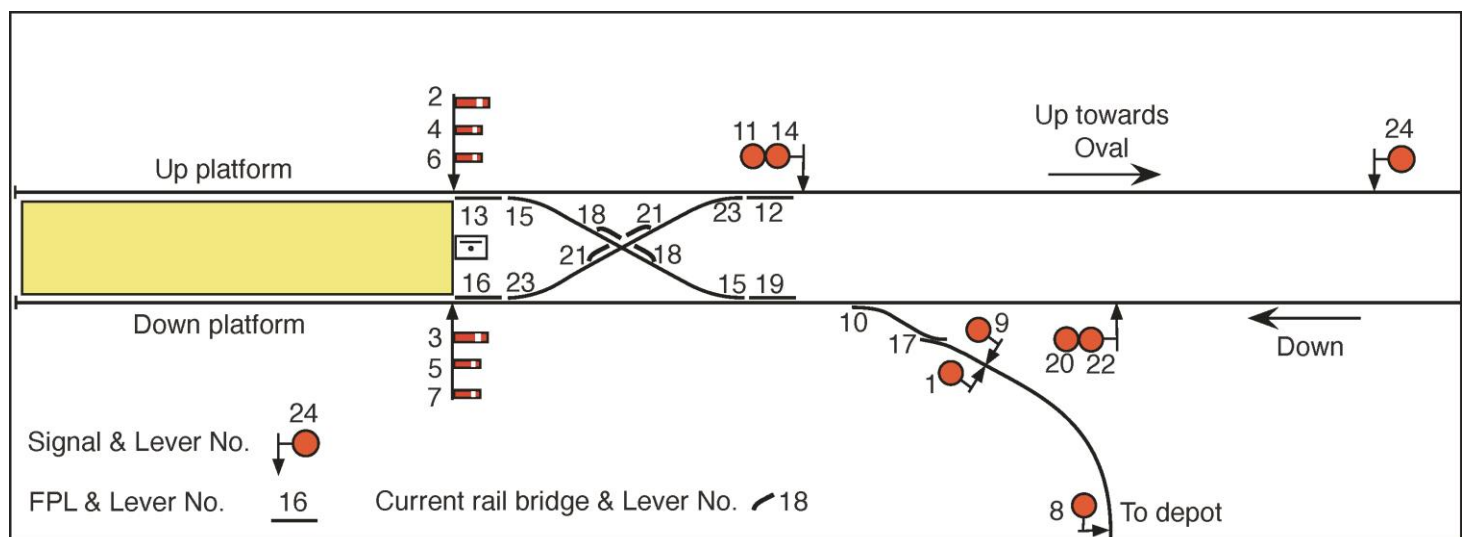 2
4
6
11 14
24
Up towards
Oval
Up platform
13 15 18 21 23 12
21 18
16 23 15 19
Down platform
10
17
9
1
20 22
Down
3
5
7
24
Signal & Lever No.
FPL & Lever No. 16
Current rail bridge & Lever No. 18
8 To depot